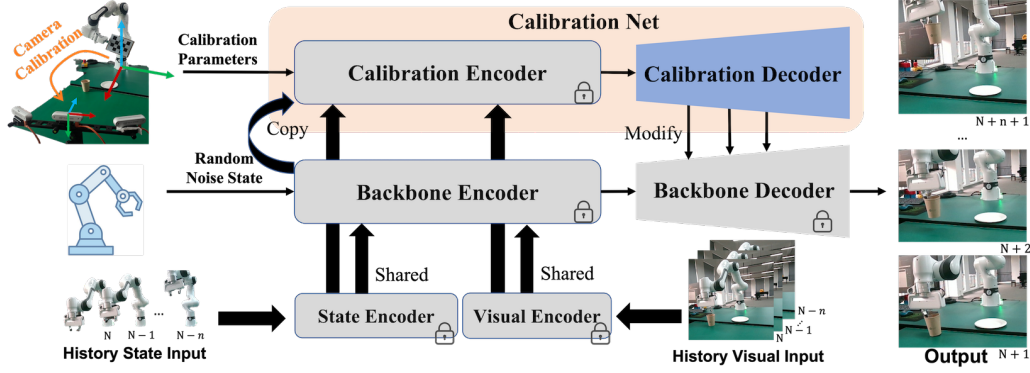 Calibration Net
Camera
Calibration
Calibration
Parameters
Calibration Encoder
Calibration Decoder
N + n + 1
...
Copy
Modify
Random
Noise State
Backbone Encoder
Backbone Decoder
N + 2
Shared
Shared
State Encoder
Visual Encoder
N
N − 1
...
N − n
N
N − 1
...
N − n
History State Input
History Visual Input
Output
N + 1